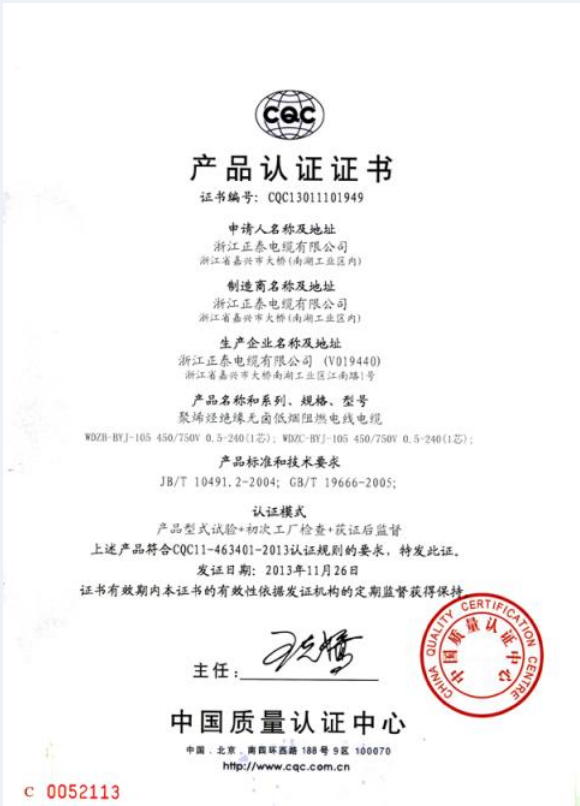 CQC
产品认证证书
证书编号: CQC13011101949
申请人名称及地址
浙江正泰电缆有限公司
浙江省嘉兴市大桥(南湖工业区内)
制造商名称及地址
浙江正泰电缆有限公司
浙江省嘉兴市大桥(南湖工业区内)
生产企业名称及地址
浙江正泰电缆有限公司 (V019440)
浙江省嘉兴市大桥南湖工业区江南路1号
产品名称和系列、规格、型号
聚烯烃绝缘无卤低烟阻燃电线电缆
WDZB-BYJ-105 450/750V 0.5-240(1芯); WDZC-BYJ-105 450/750V 0.5-240(1芯);
产品标准和技术要求
JB/T 10491.2-2004; GB/T 19666-2005;
认证模式
产品型式试验+初次工厂检查+获证后监督
上述产品符合CQC11-463401-2013认证规则的要求，特发此证。
发证日期: 2013年11月26日
证书有效期内本证书的有效性依据发证机构的定期监督获得保持。
CHINA QUALITY CERTIFICATION CENTRE
中国质量认证中心
主任:
中国质量认证中心
中国．北京．南四环西路 188号 9区 100070
http://www.cqc.com.cn
C 0052113